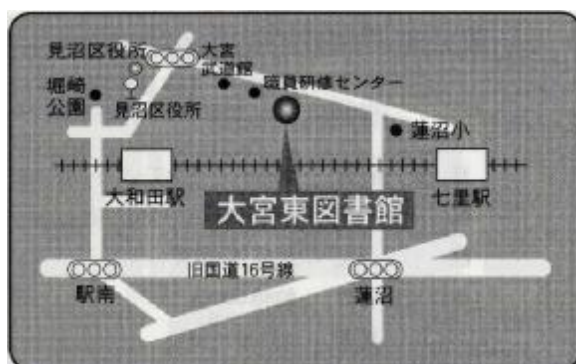 見沼区役所
大宮
武道館
職員研修センター
堀崎
公園
見沼区役所
蓮沼小
大和田駅
七里駅
大宮東図書館
旧国道16号線
駅南
蓮沼